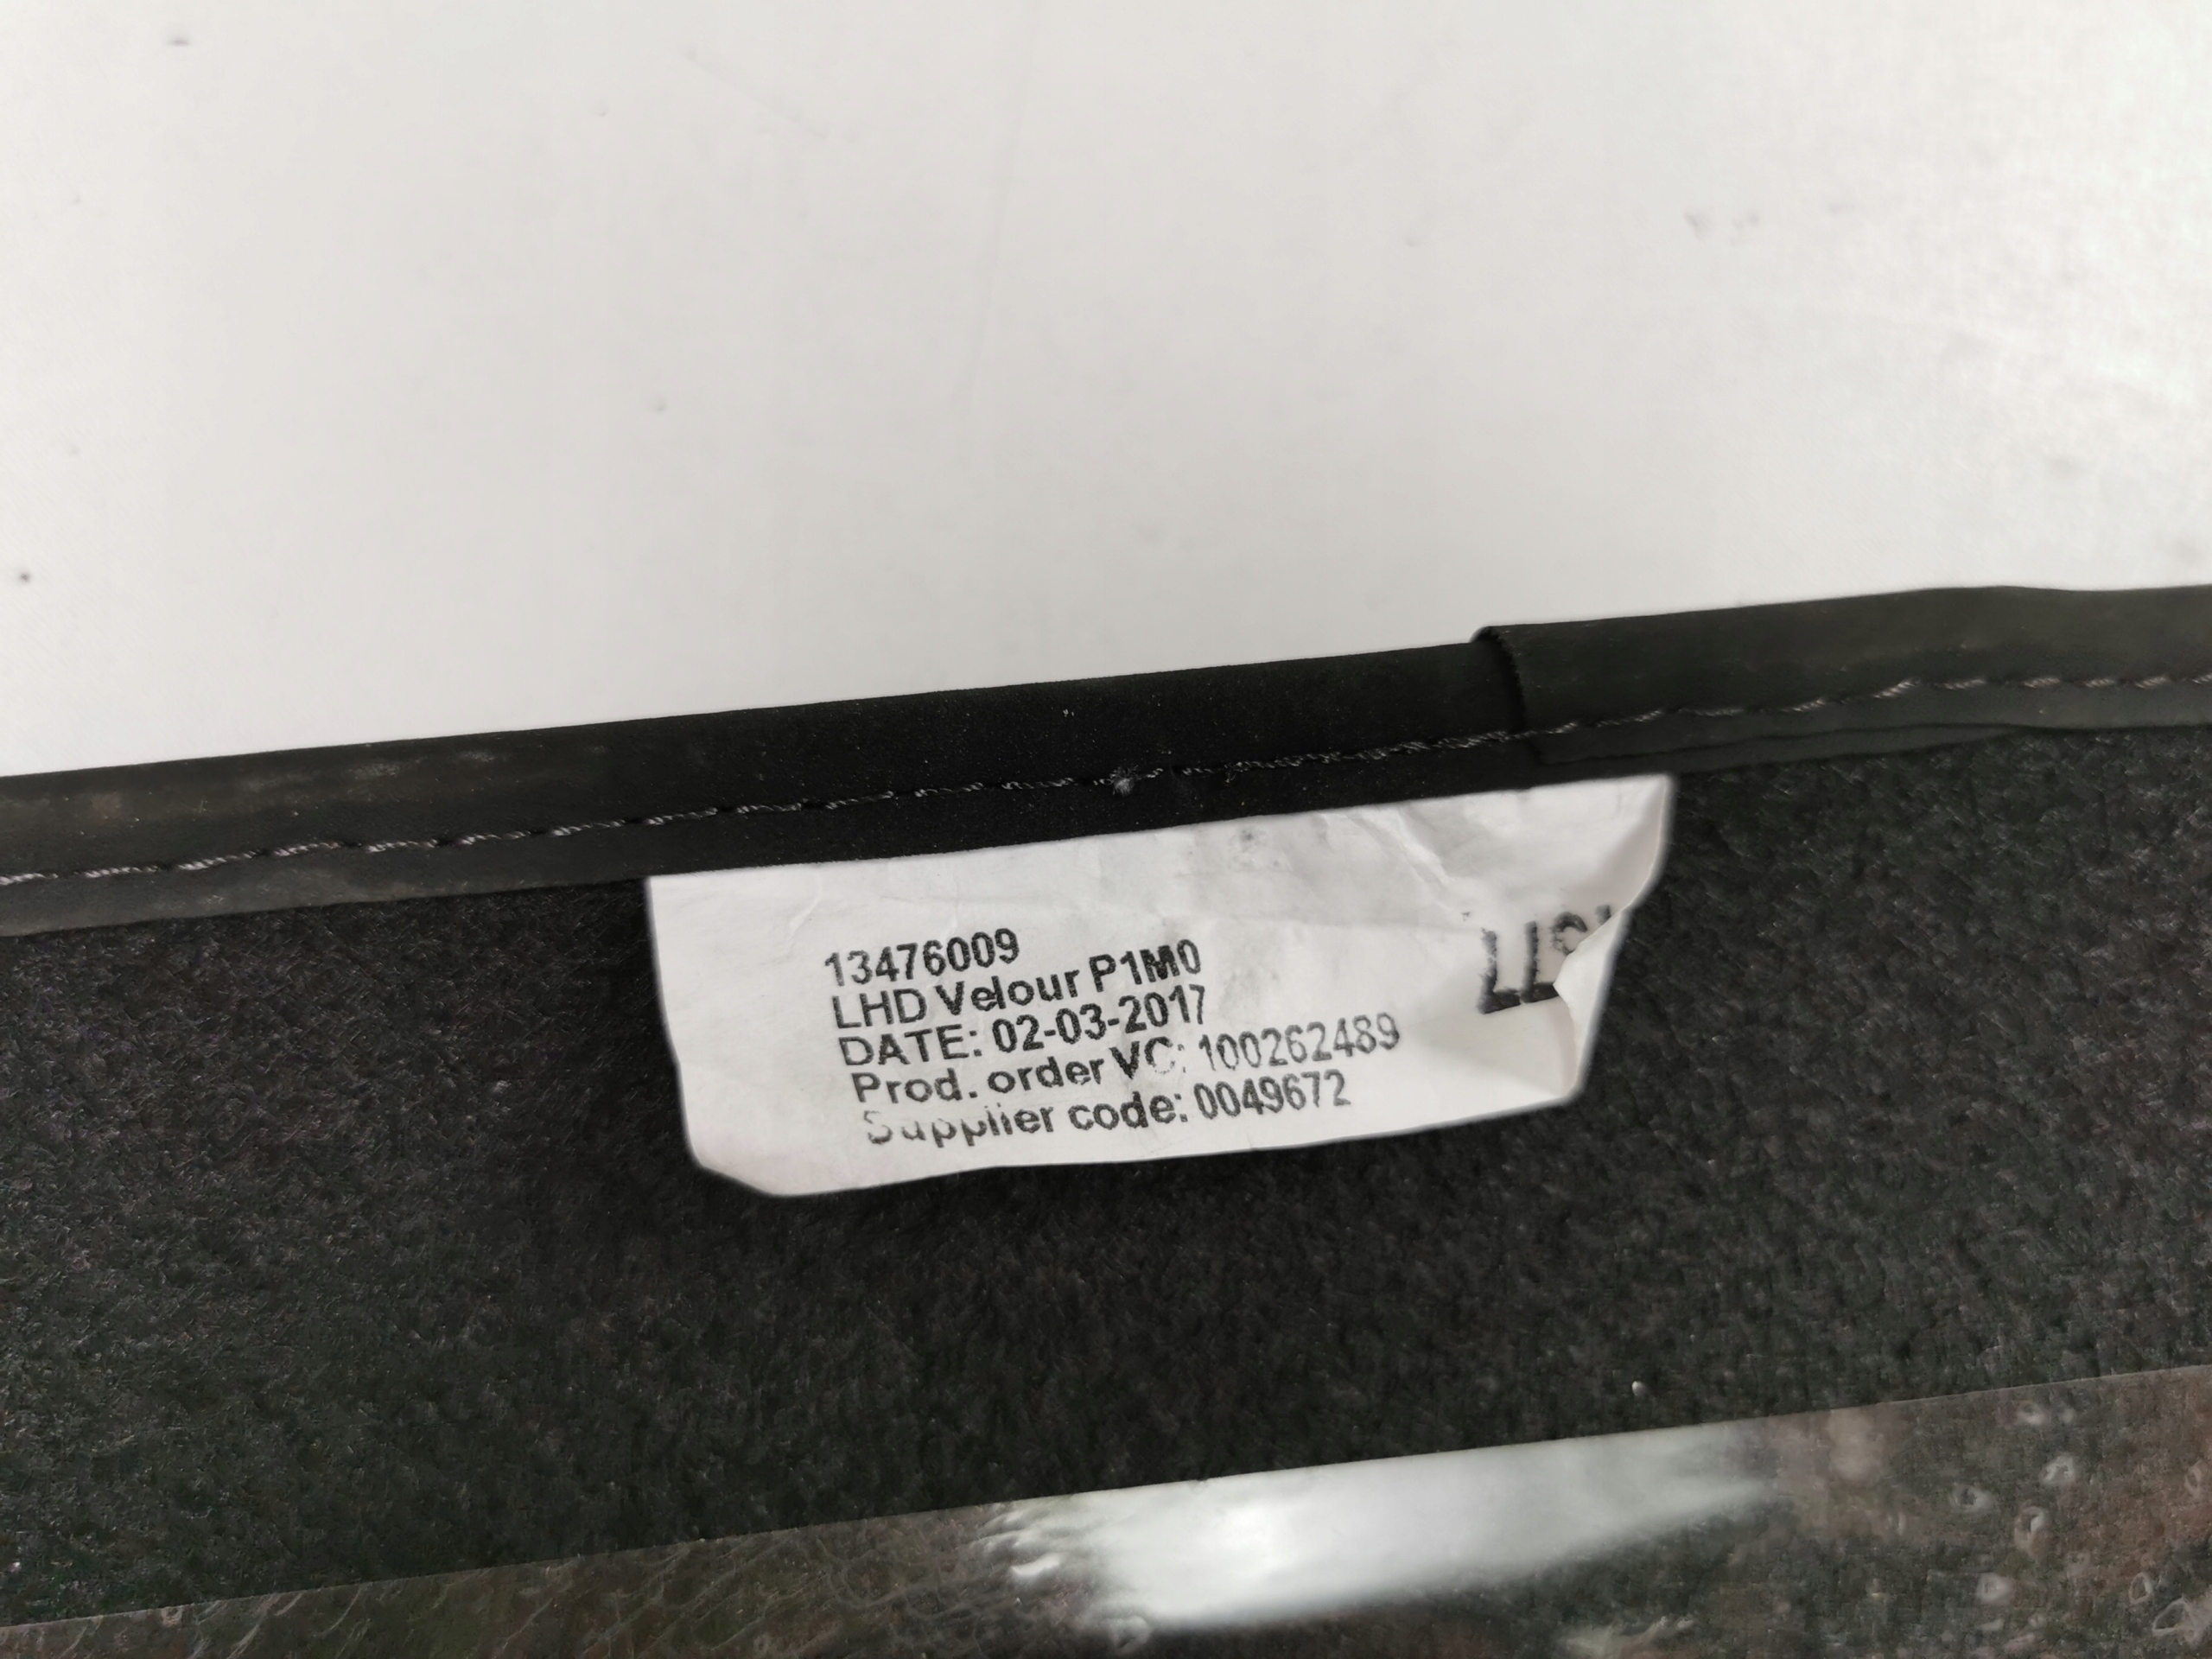 13476009
LHD Velour P1M0
DATE: 02-03-2017
Prod. order VC: 100262489
Supplier code: 0049672